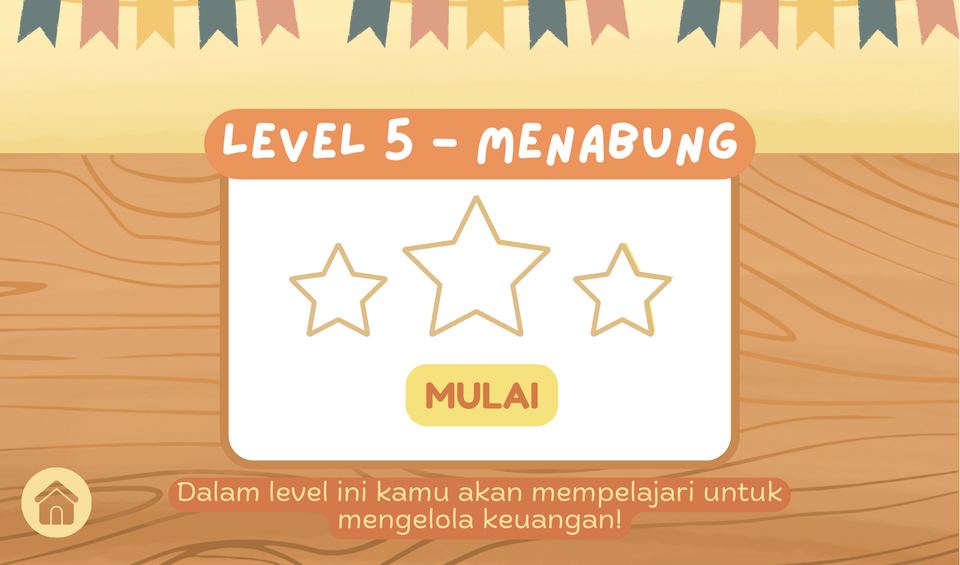 LEVEL 5 - MENABUNG
MULAI
Dalam level ini kamu akan mempelajari untuk
mengelola keuangan!